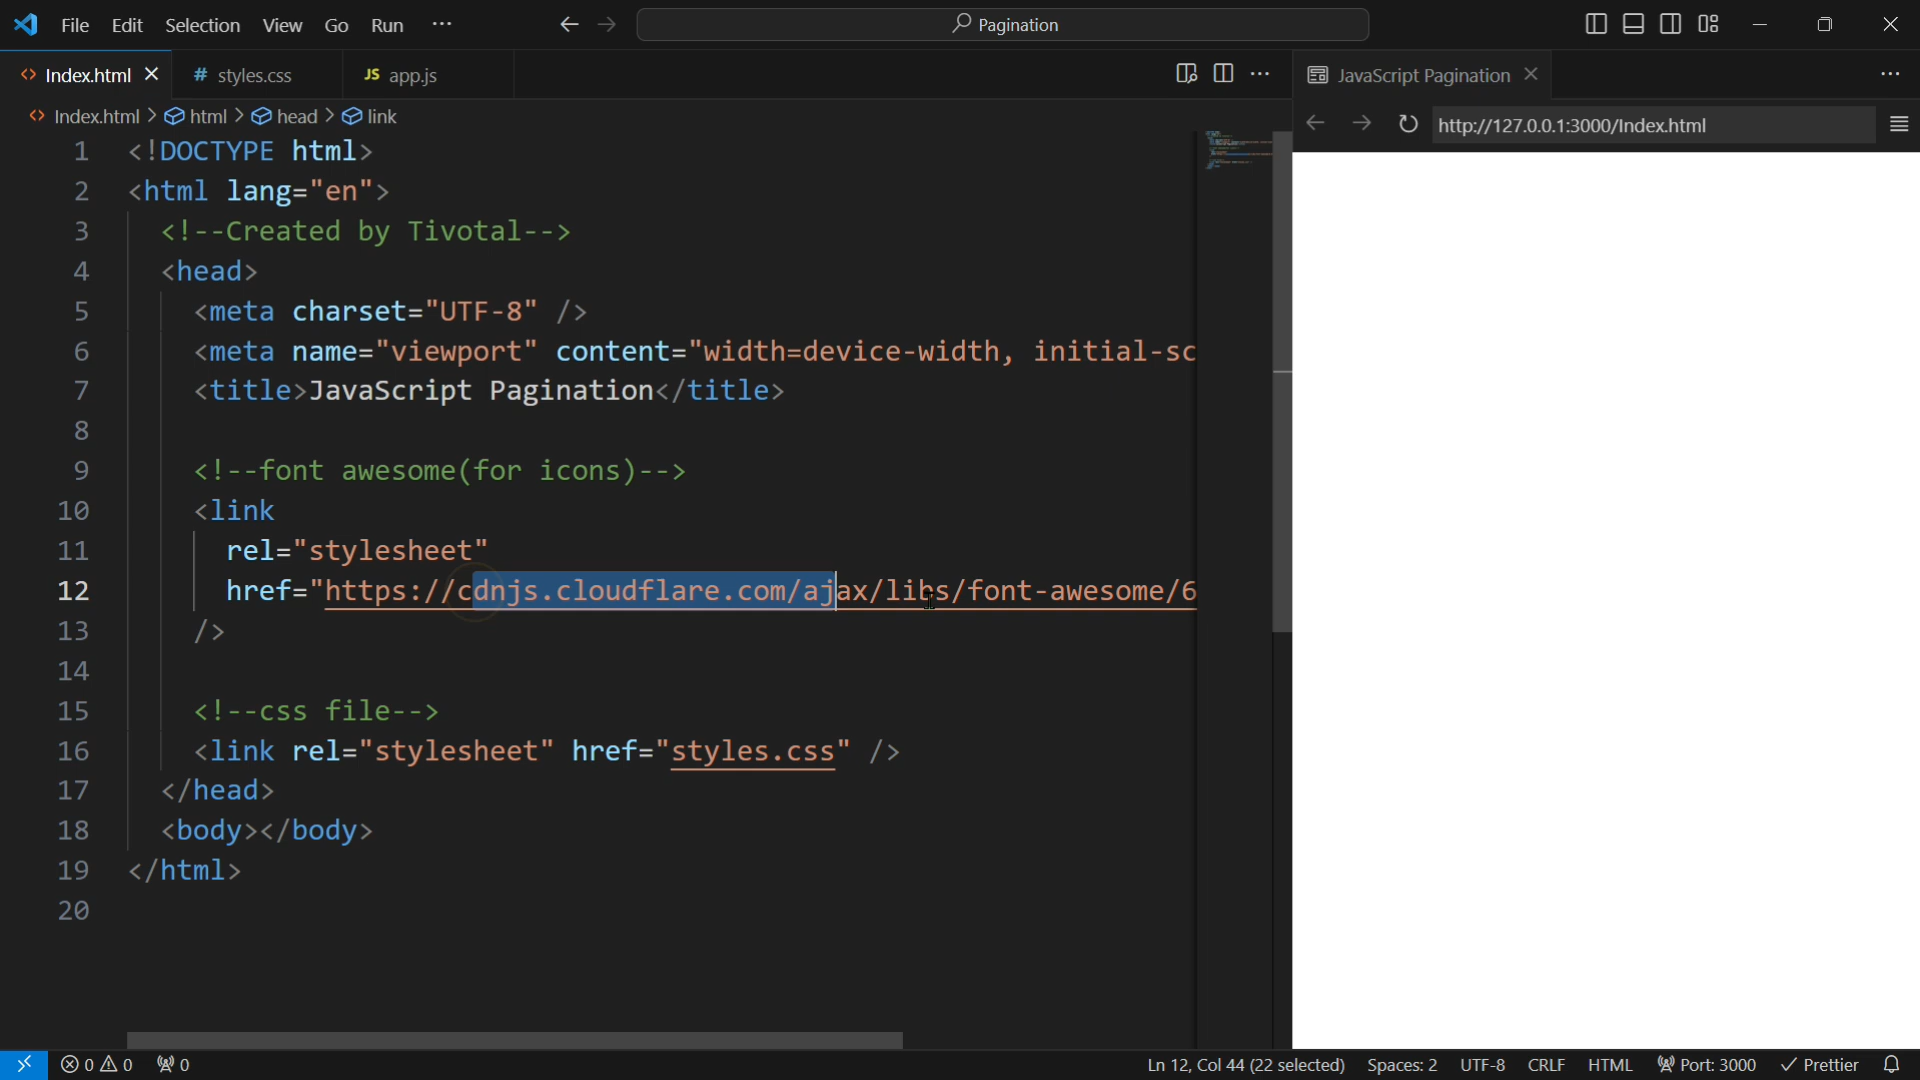 File Edit Selection View Go Run ··· Pagination
Index.html # styles.css JS app.js JavaScript Pagination
Index.html > html > head > link http://127.0.0.1:3000/Index.html
1 <!DOCTYPE html>
2 <html lang="en">
3 <!--Created by Tivotal-->
4 <head>
5 <meta charset="UTF-8" />
6 <meta name="viewport" content="width=device-width, initial-sc
7 <title>JavaScript Pagination</title>
8
9 <!--font awesome(for icons)-->
10 <link
11 rel="stylesheet"
12 href="https://cdnjs.cloudflare.com/ajax/libs/font-awesome/6
13 />
14
15 <!--css file-->
16 <link rel="stylesheet" href="styles.css" />
17 </head>
18 <body></body>
19 </html>
20
0 0 0 Ln 12, Col 44 (22 selected) Spaces: 2 UTF-8 CRLF HTML Port: 3000 Prettier